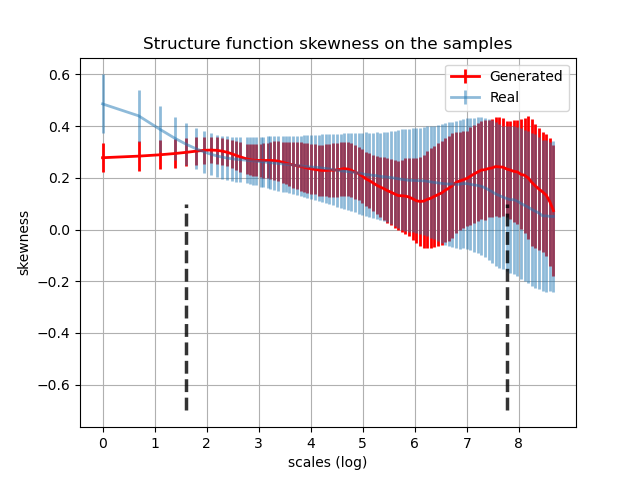 Structure function skewness on the samples
Generated
Real
0.6
0.4
0.2
0.0
−0.2
−0.4
−0.6
skewness
0 1 2 3 4 5 6 7 8
scales (log)